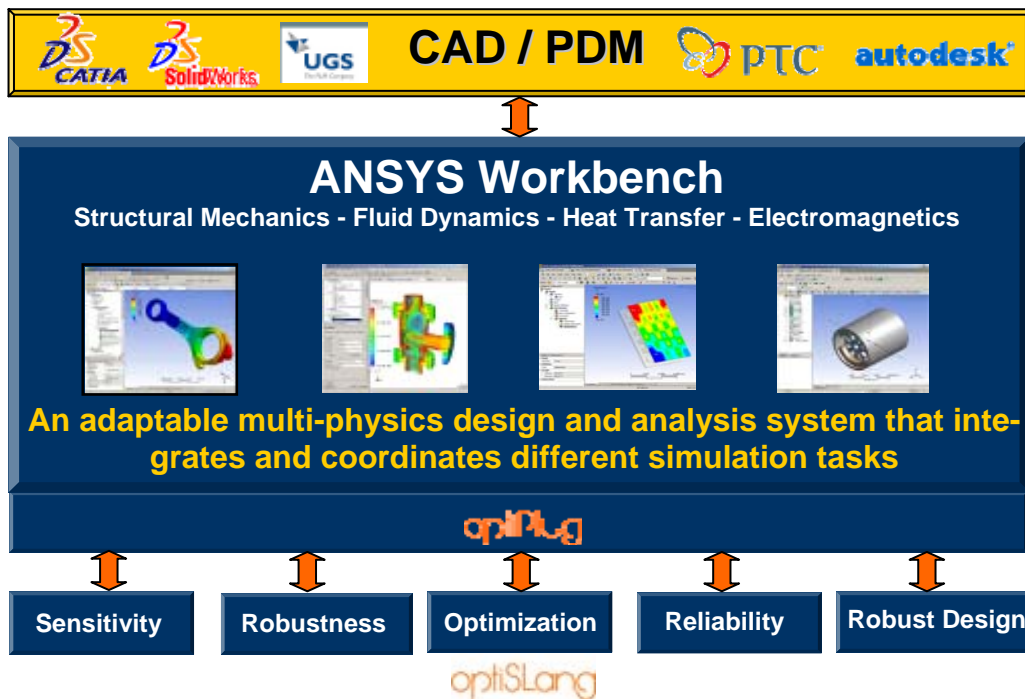 CATIA
SolidWorks
UGS
CAD / PDM
PTC
autodesk
ANSYS Workbench
Structural Mechanics - Fluid Dynamics - Heat Transfer - Electromagnetics
An adaptable multi-physics design and analysis system that inte-
grates and coordinates different simulation tasks
optiPlug
Sensitivity
Robustness
Optimization
Reliability
Robust Design
optiSLang